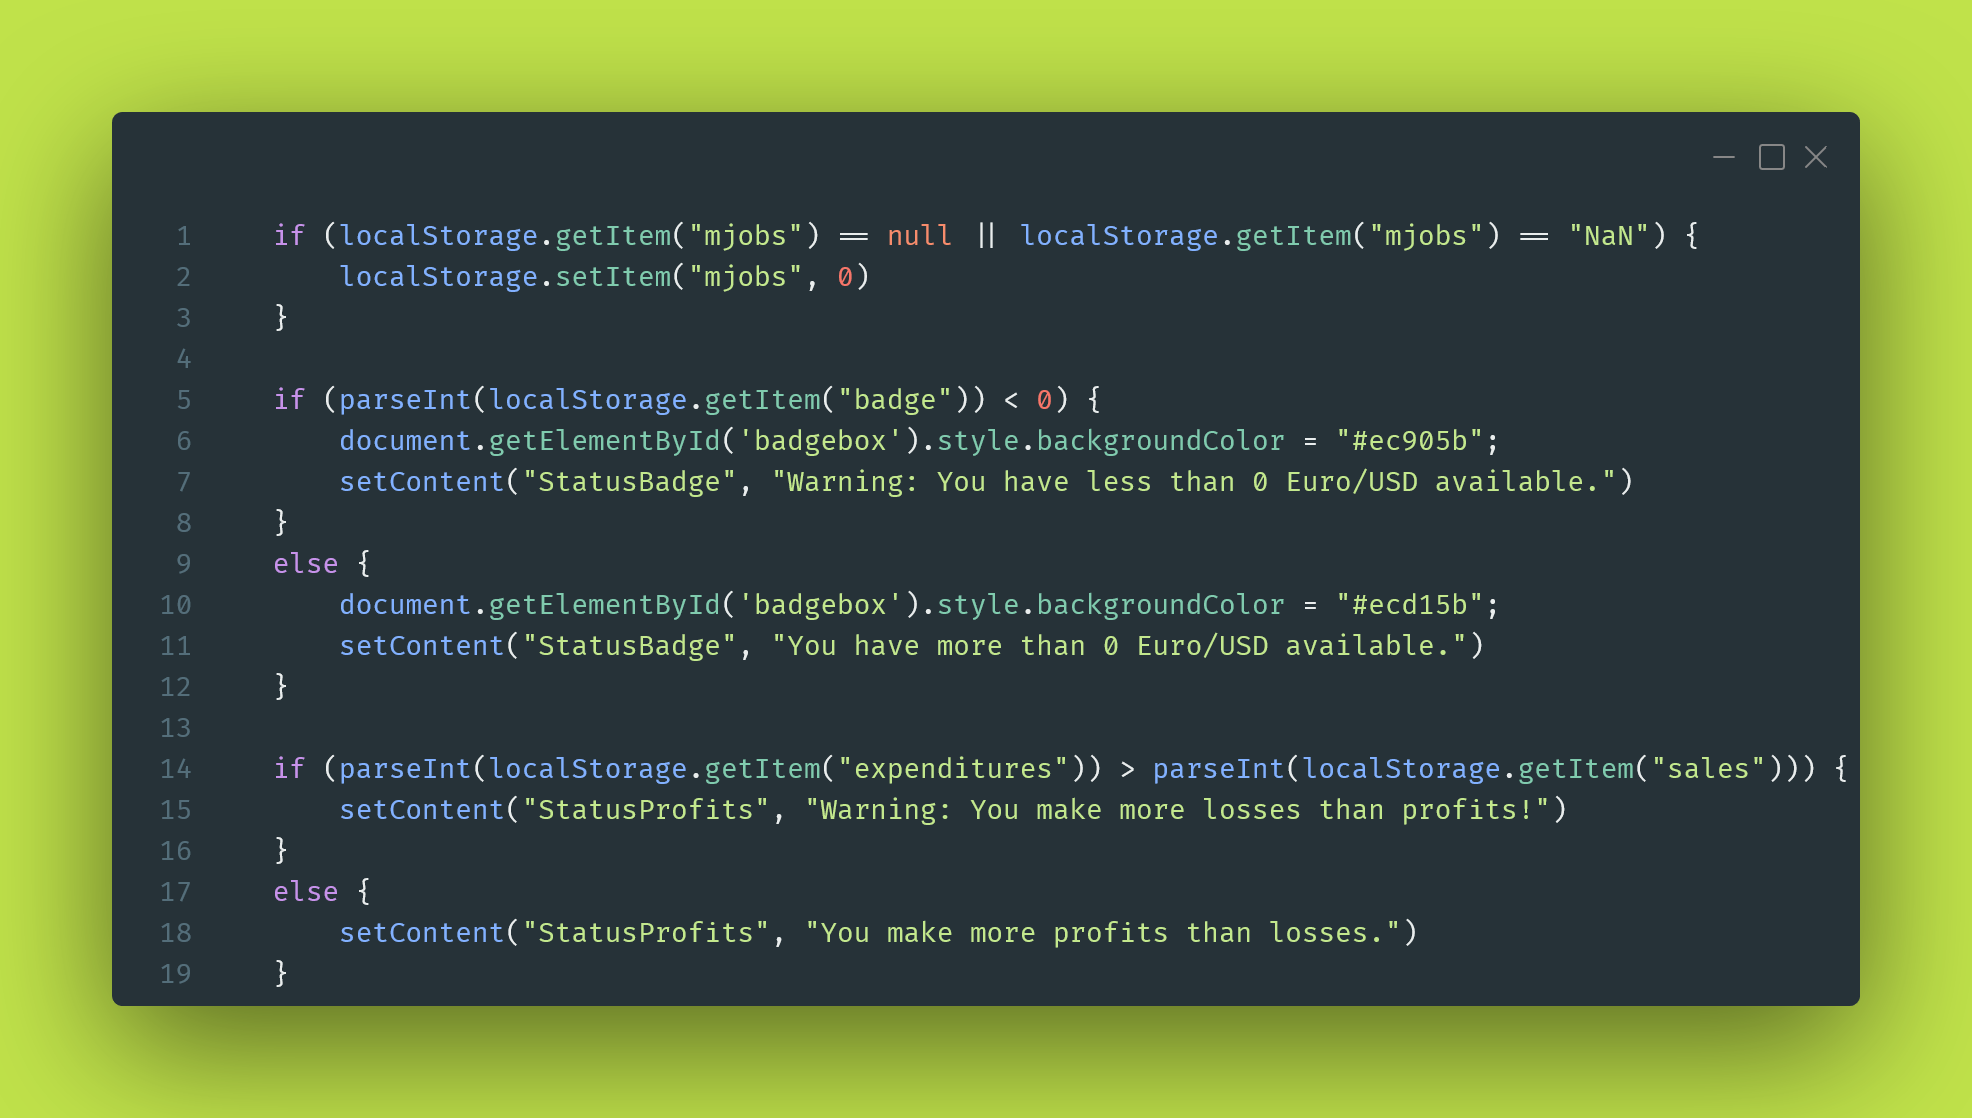 1 if (localStorage.getItem("mjobs") == null || localStorage.getItem("mjobs") == "NaN") {
2 localStorage.setItem("mjobs", 0)
3 }
4
5 if (parseInt(localStorage.getItem("badge")) < 0) {
6 document.getElementById('badgebox').style.backgroundColor = "#ec905b";
7 setContent("StatusBadge", "Warning: You have less than 0 Euro/USD available.")
8 }
9 else {
10 document.getElementById('badgebox').style.backgroundColor = "#ecd15b";
11 setContent("StatusBadge", "You have more than 0 Euro/USD available.")
12 }
13
14 if (parseInt(localStorage.getItem("expenditures")) > parseInt(localStorage.getItem("sales"))) {
15 setContent("StatusProfits", "Warning: You make more losses than profits!")
16 }
17 else {
18 setContent("StatusProfits", "You make more profits than losses.")
19 }